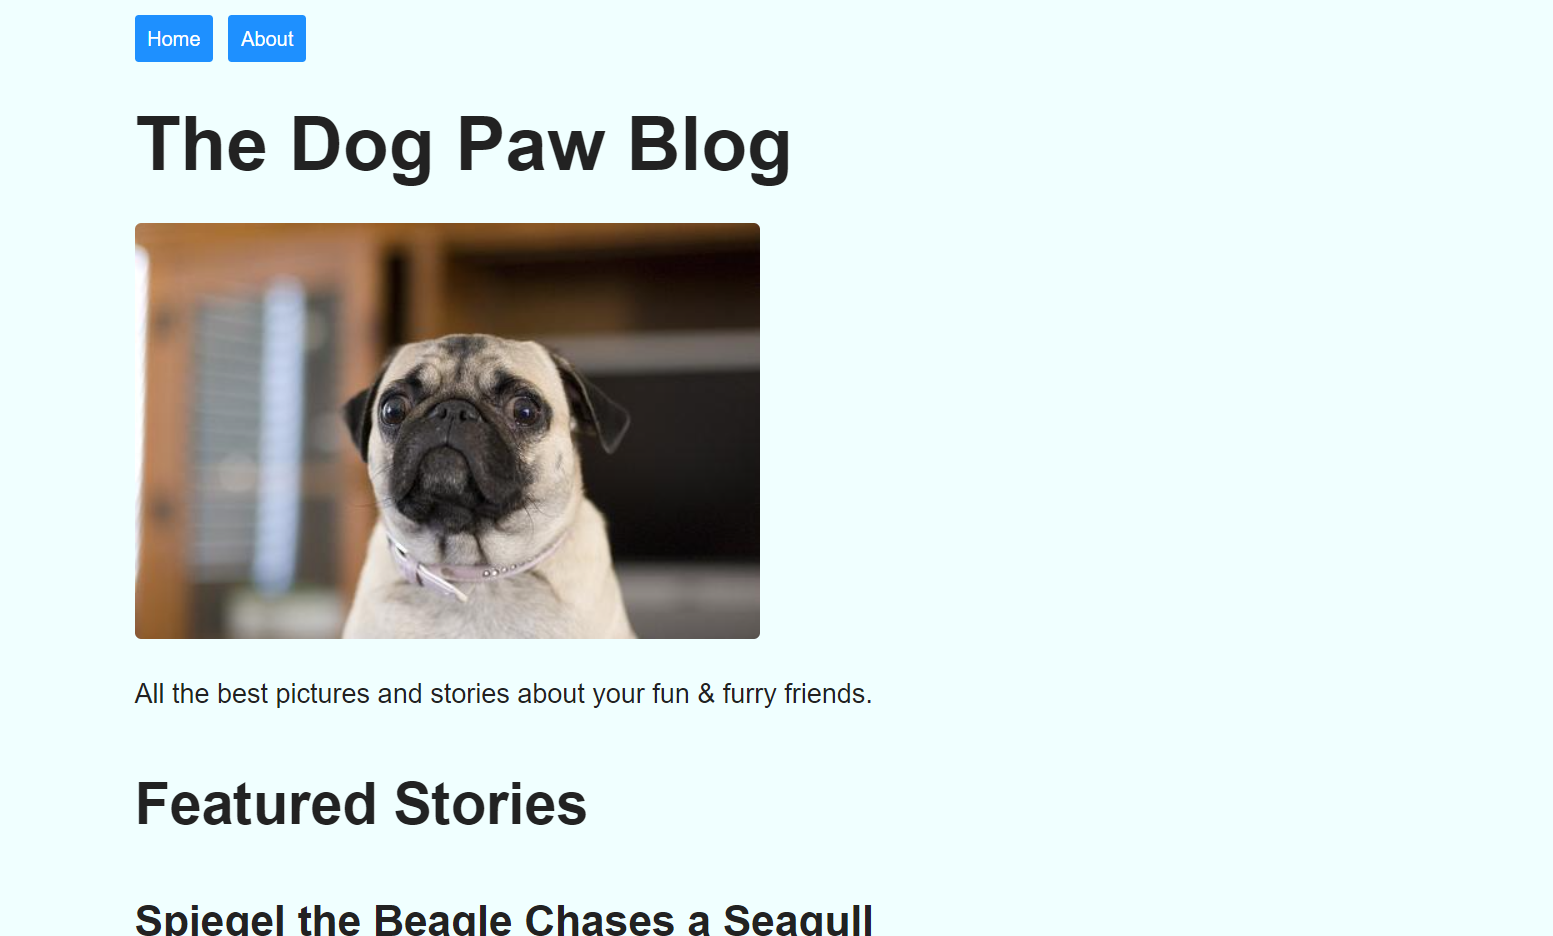 Home About
The Dog Paw Blog
All the best pictures and stories about your fun & furry friends.
Featured Stories
Spiegel the Beagle Chases a Seagull